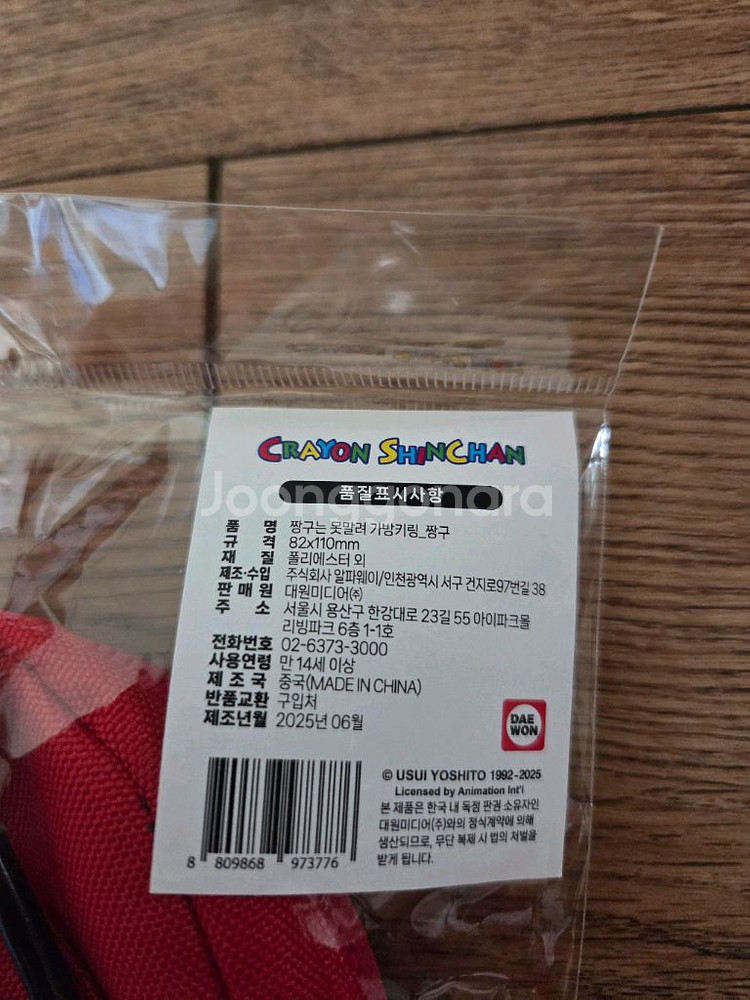 CRAYON SHINCHAN
Joonggonara
품질표시사항
품 명 짱구는 못말려 가방키링_짱구
규 격 82x110mm
재 질 폴리에스터 외
제조·수입 주식회사 알파웨이/인천광역시 서구 건지로97번길 38
판 매 원 대원미디어㈜
주 소 서울시 용산구 한강대로 23길 55 아이파크몰
리빙파크 6층 1-1호
전화번호 02-6373-3000
사용연령 만 14세 이상
제 조 국 중국(MADE IN CHINA)
반품교환 구입처
제조년월 2025년 06월
DAE
WON
© USUI YOSHITO 1992-2025
Licensed by Animation Int'l
본 제품은 한국 내 독점 판권 소유자인
대원미디어(주)와의 정식계약에 의해
생산되므로, 무단 복제 시 법의 처벌을
받게 됩니다.
8 809868 973776